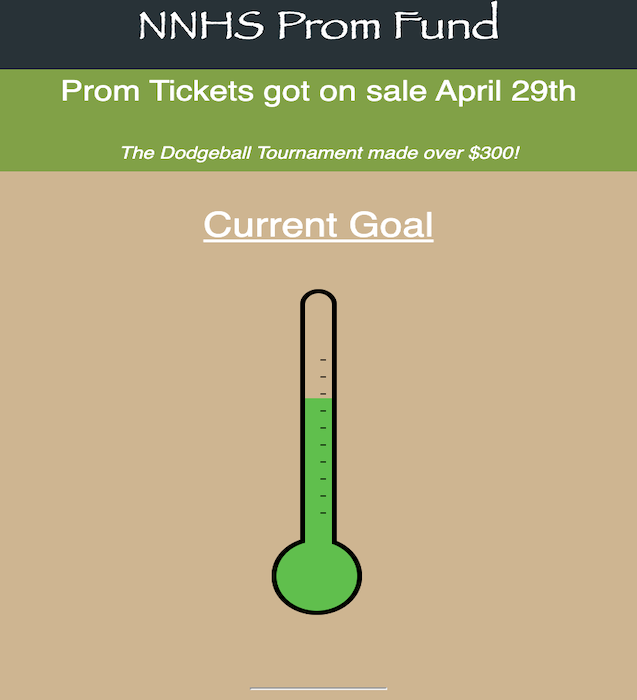 NNHS Prom Fund
Prom Tickets got on sale April 29th
The Dodgeball Tournament made over $300!
Current Goal